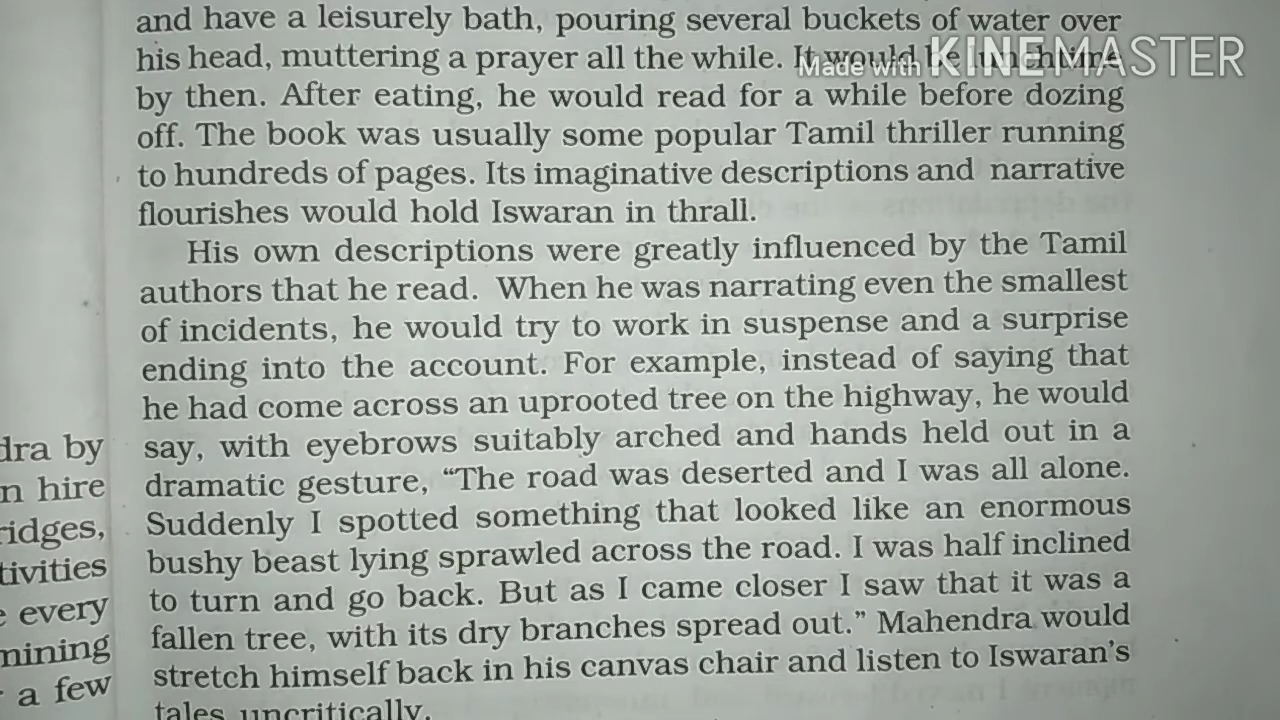 and have a leisurely bath, pouring several buckets of water over
his head, muttering a prayer all the while. It would be lunchtime
Made with KINEMASTER
by then. After eating, he would read for a while before dozing
off. The book was usually some popular Tamil thriller running
to hundreds of pages. Its imaginative descriptions and narrative
flourishes would hold Iswaran in thrall.
His own descriptions were greatly influenced by the Tamil
authors that he read. When he was narrating even the smallest
of incidents, he would try to work in suspense and a surprise
ending into the account. For example, instead of saying that
he had come across an uprooted tree on the highway, he would
say, with eyebrows suitably arched and hands held out in a
dramatic gesture, “The road was deserted and I was all alone.
Suddenly I spotted something that looked like an enormous
bushy beast lying sprawled across the road. I was half inclined
to turn and go back. But as I came closer I saw that it was a
fallen tree, with its dry branches spread out.” Mahendra would
stretch himself back in his canvas chair and listen to Iswaran’s
tales uncritically.
dra by
n hire
ridges,
tivities
e every
mining
a few